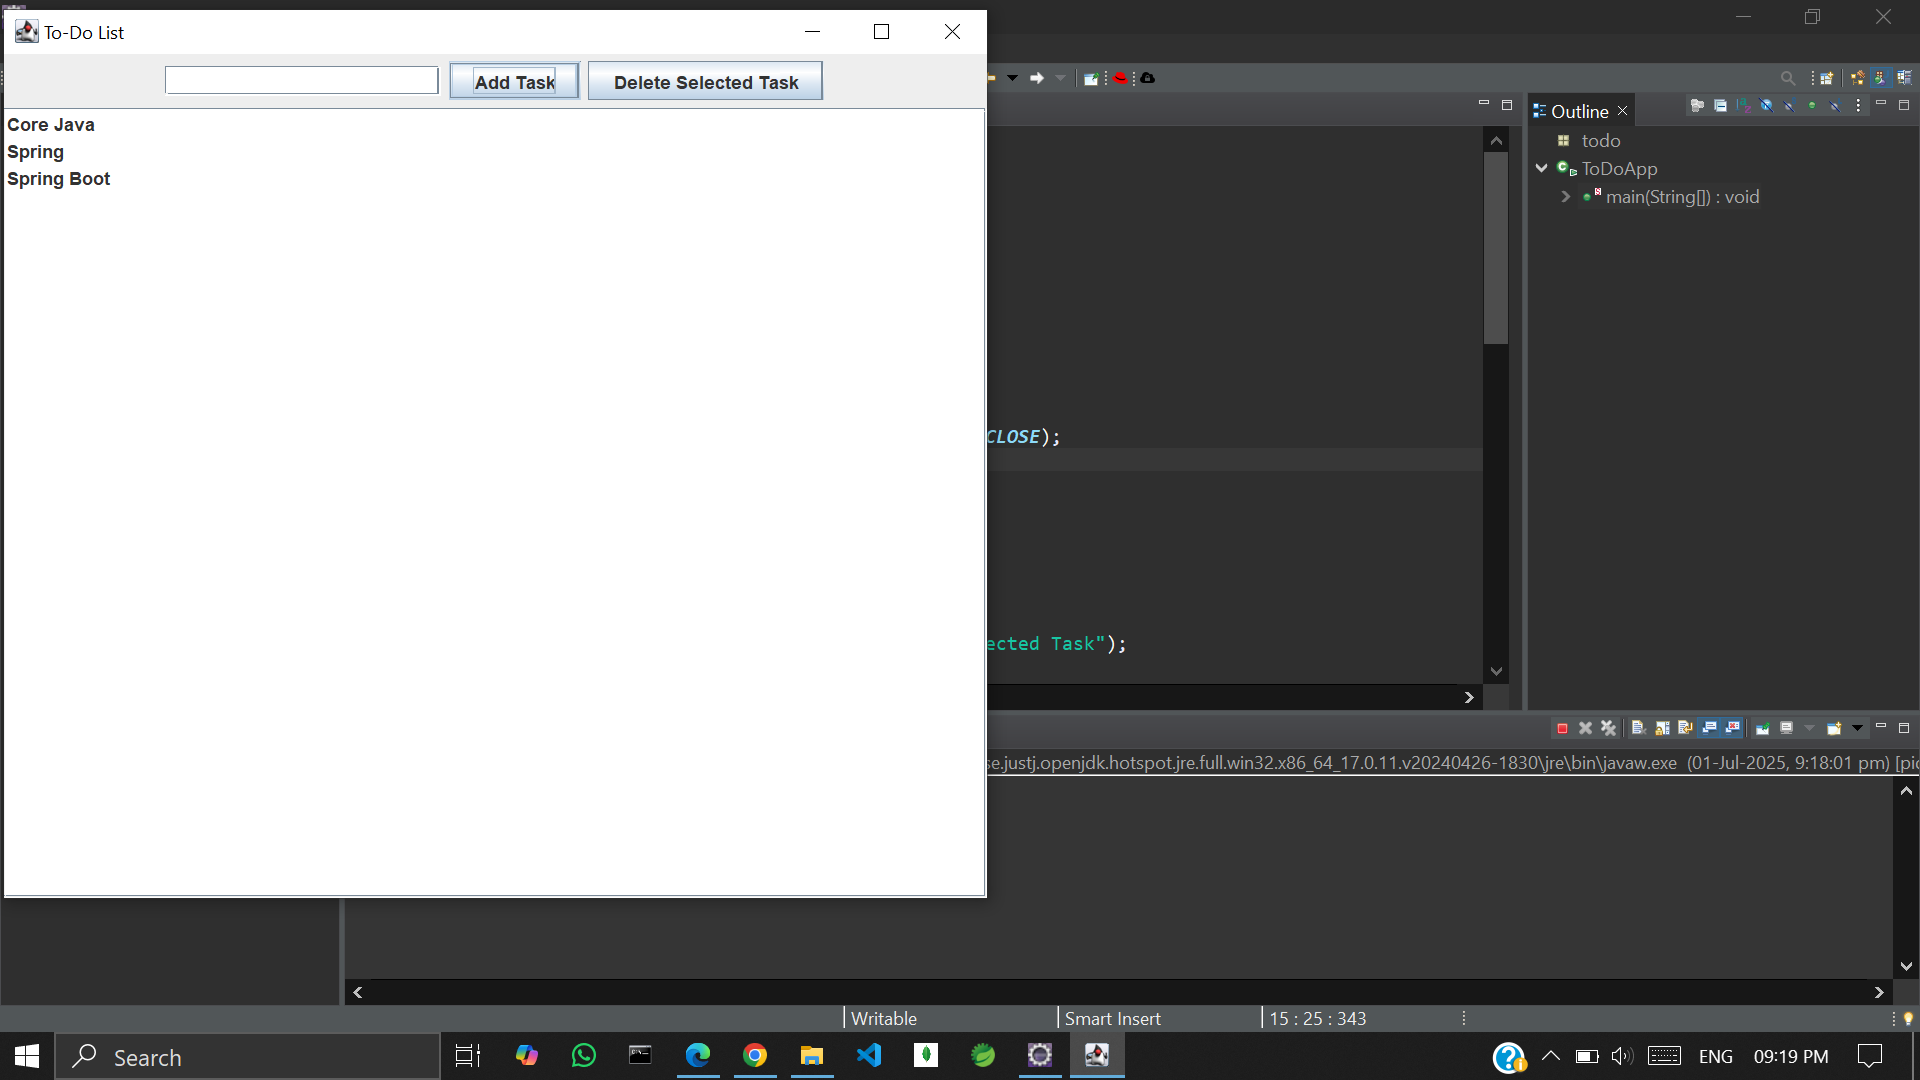 To-Do List
Add Task
Delete Selected Task
Core Java
Spring
Spring Boot
CLOSE);
ected Task");
Outline
todo
ToDoApp
main(String[]) : void
se.justj.openjdk.hotspot.jre.full.win32.x86_64_17.0.11.v20240426-1830\jre\bin\javaw.exe (01-Jul-2025, 9:18:01 pm) [pic
Writable
Smart Insert
15 : 25 : 343
Search
ENG
09:19 PM